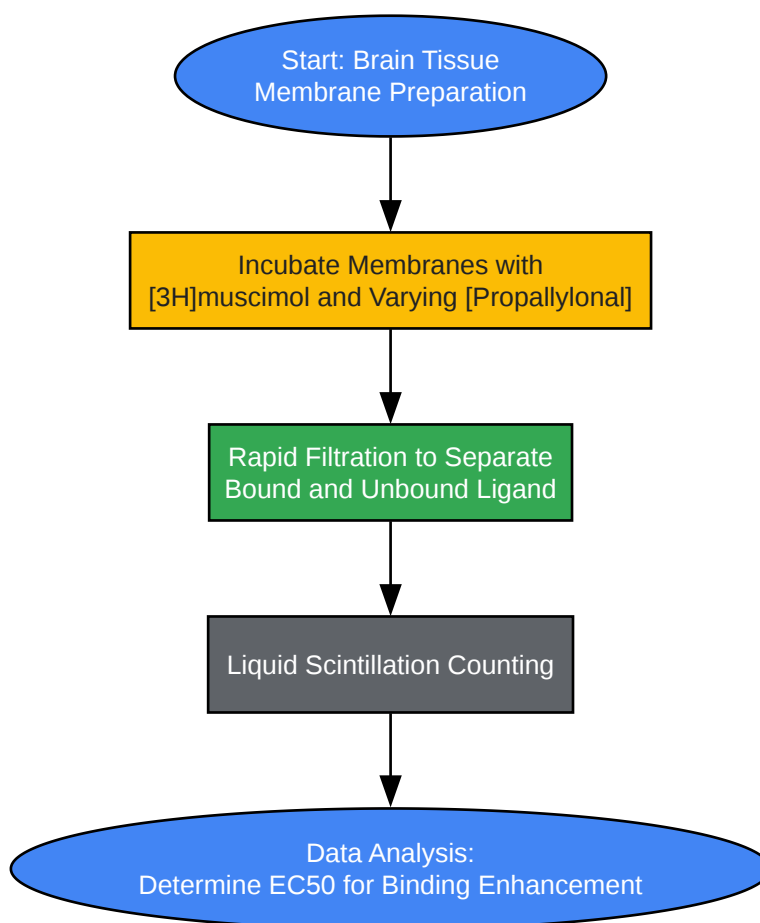 Start: Brain Tissue
Membrane Preparation
Incubate Membranes with
[3H]muscimol and Varying [Propallylonal]
Rapid Filtration to Separate
Bound and Unbound Ligand
Liquid Scintillation Counting
Data Analysis:
Determine EC50 for Binding Enhancement